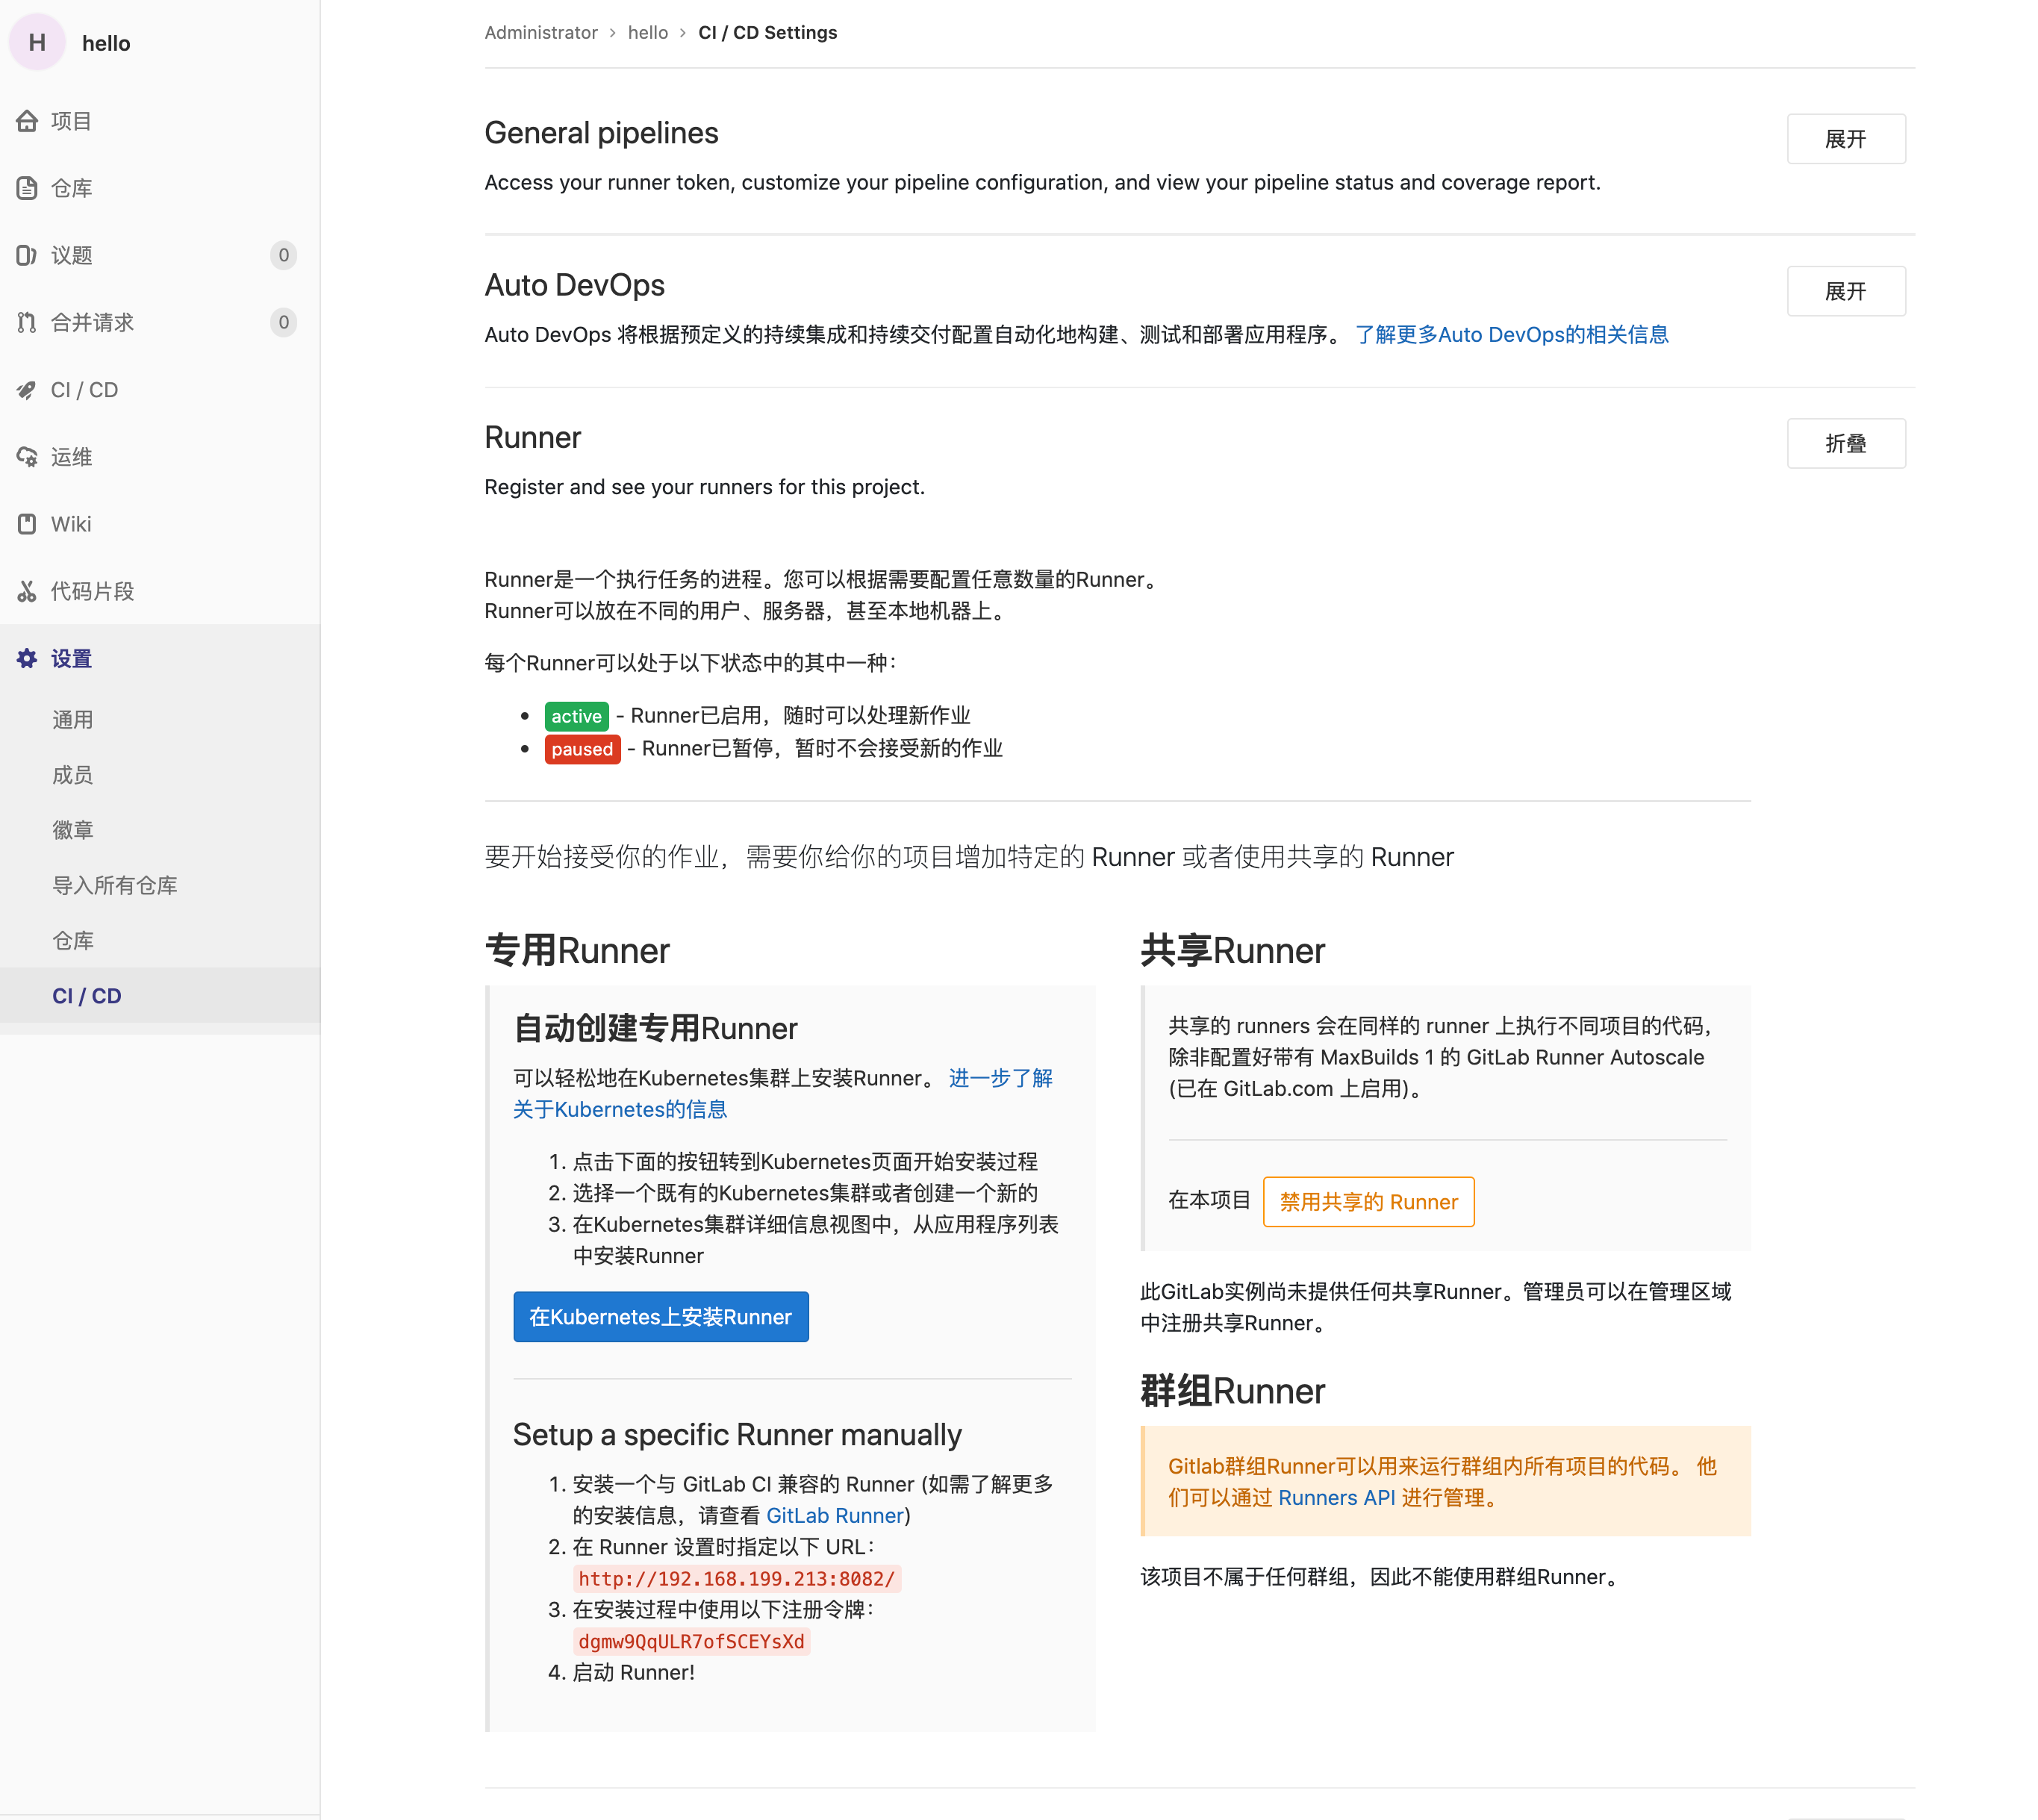 H hello
项目
仓库
议题 0
合并请求 0
CI / CD
运维
Wiki
代码片段
设置
通用
成员
徽章
导入所有仓库
仓库
CI / CD
Administrator › hello › CI / CD Settings
General pipelines
展开
Access your runner token, customize your pipeline configuration, and view your pipeline status and coverage report.
Auto DevOps
展开
Auto DevOps 将根据预定义的持续集成和持续交付配置自动化地构建、测试和部署应用程序。 了解更多Auto DevOps的相关信息
Runner
折叠
Register and see your runners for this project.
Runner是一个执行任务的进程。您可以根据需要配置任意数量的Runner。
Runner可以放在不同的用户、服务器，甚至本地机器上。
每个Runner可以处于以下状态中的其中一种：
• active - Runner已启用，随时可以处理新作业
• paused - Runner已暂停，暂时不会接受新的作业
要开始接受你的作业，需要你给你的项目增加特定的 Runner 或者使用共享的 Runner
专用Runner
自动创建专用Runner
可以轻松地在Kubernetes集群上安装Runner。 进一步了解
关于Kubernetes的信息
1. 点击下面的按钮转到Kubernetes页面开始安装过程
2. 选择一个既有的Kubernetes集群或者创建一个新的
3. 在Kubernetes集群详细信息视图中，从应用程序列表
中安装Runner
在Kubernetes上安装Runner
Setup a specific Runner manually
1. 安装一个与 GitLab CI 兼容的 Runner (如需了解更多
的安装信息，请查看 GitLab Runner)
2. 在 Runner 设置时指定以下 URL：
http://192.168.199.213:8082/
3. 在安装过程中使用以下注册令牌：
dgmw9QqULR7ofSCEYsXd
4. 启动 Runner!
共享Runner
共享的 runners 会在同样的 runner 上执行不同项目的代码，
除非配置好带有 MaxBuilds 1 的 GitLab Runner Autoscale
(已在 GitLab.com 上启用)。
在本项目 禁用共享的 Runner
此GitLab实例尚未提供任何共享Runner。管理员可以在管理区域
中注册共享Runner。
群组Runner
Gitlab群组Runner可以用来运行群组内所有项目的代码。 他
们可以通过 Runners API 进行管理。
该项目不属于任何群组，因此不能使用群组Runner。